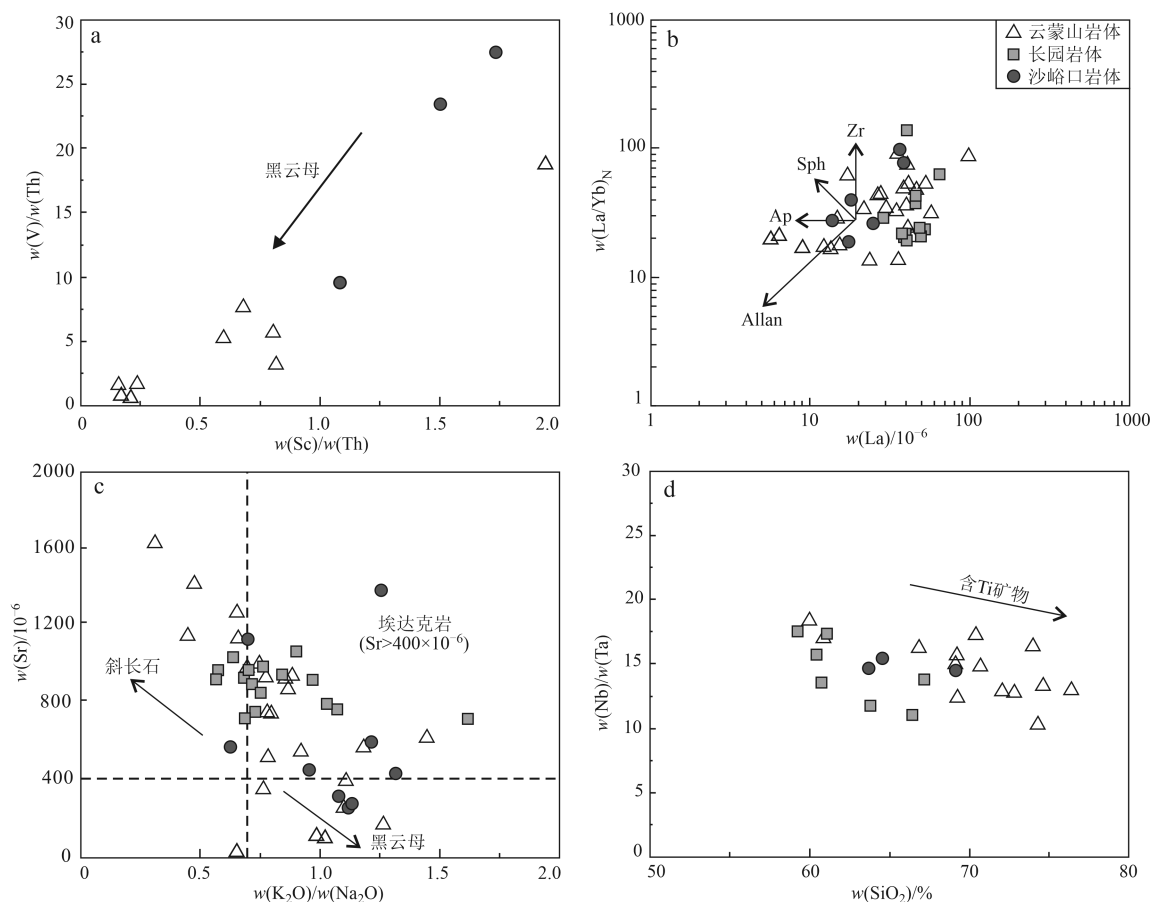 a
30
25
20
15
10
5
0
w(V)/w(Th)
黑云母
0
0.5
1.0
1.5
2.0
w(Sc)/w(Th)
b
1000
100
10
1
w(La/Yb)N
云蒙山岩体
长园岩体
沙峪口岩体
Zr
Sph
Ap
Allan
1
10
100
1000
w(La)/10⁻⁶
c
2000
1600
1200
800
400
0
w(Sr)/10⁻⁶
埃达克岩
(Sr>400×10⁻⁶)
斜长石
黑云母
0
0.5
1.0
1.5
2.0
w(K₂O)/w(Na₂O)
d
30
25
20
15
10
5
0
w(Nb)/w(Ta)
含Ti矿物
50
60
70
80
w(SiO₂)/%